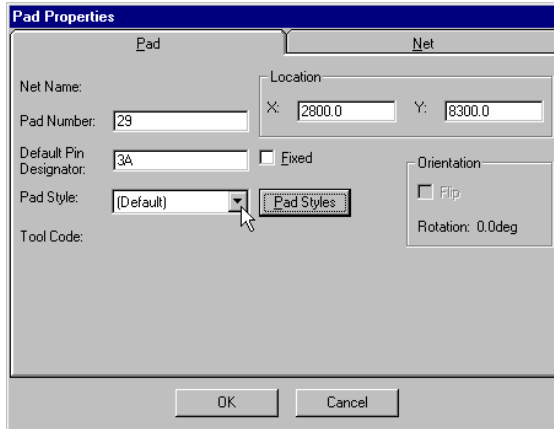 Pad Properties
Pad
Net
Net Name:
Location
X: 2800.0 Y: 8300.0
Pad Number: 29
Default Pin
Designator: 3A
Fixed
Orientation
Flip
Rotation: 0.0deg
Pad Style: (Default) Pad Styles
Tool Code:
OK Cancel